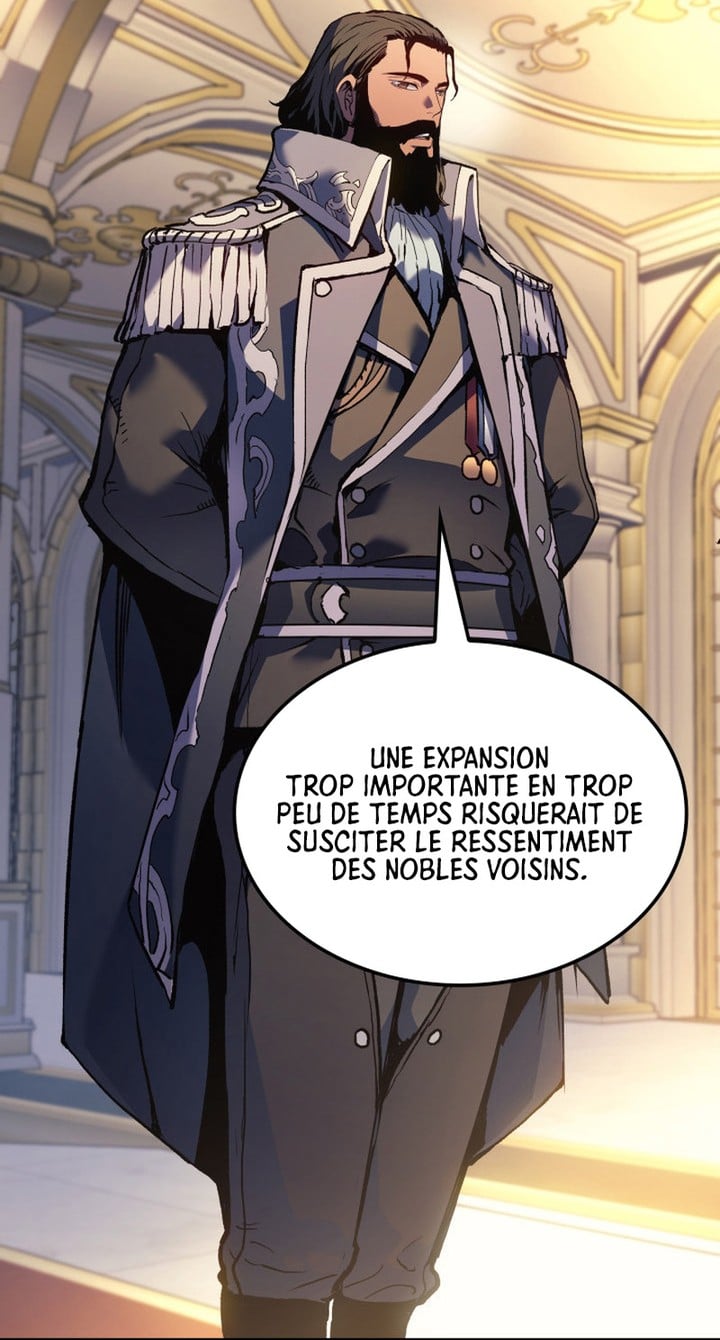 UNE EXPANSION
TROP IMPORTANTE EN TROP
PEU DE TEMPS RISQUERAIT DE
SUSCITER LE RESSENTIMENT
DES NOBLES VOISINS.